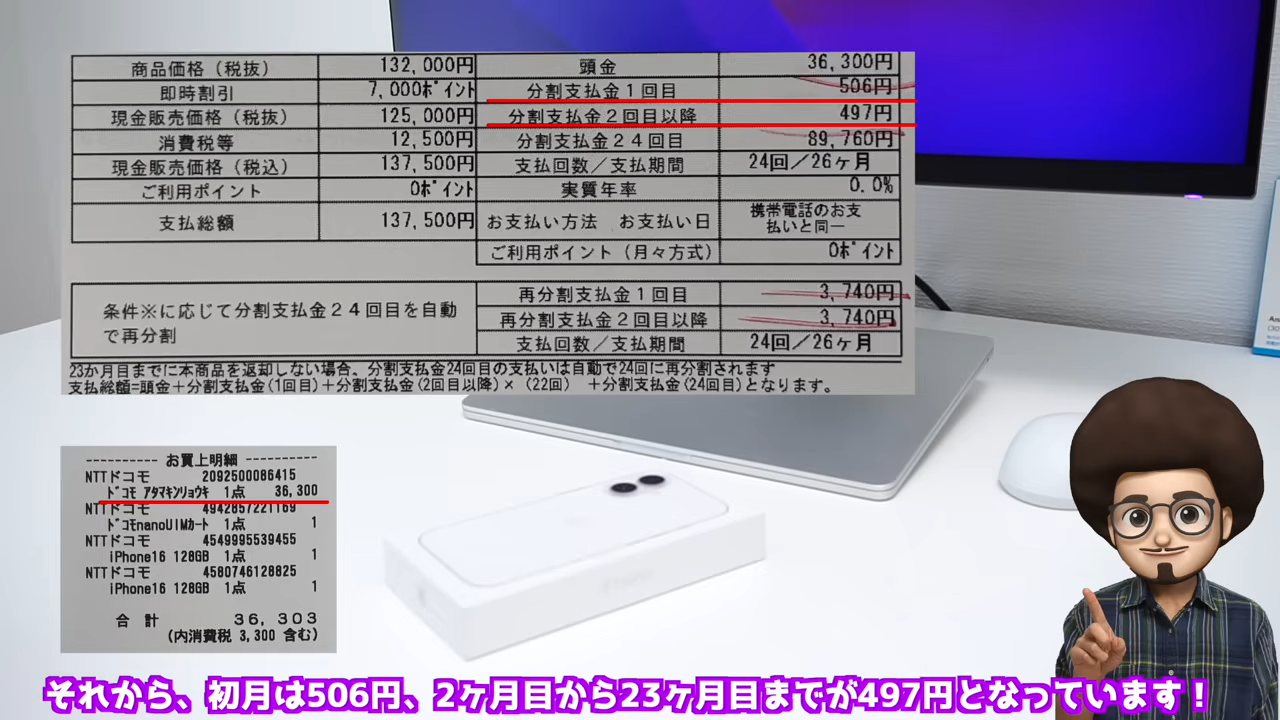 商品価格（税抜） 132,000円 頭金 36,300円
即時割引 7,000ﾎﾟｲﾝﾄ 分割支払金1回目 506円
現金販売価格（税抜） 125,000円 分割支払金2回目以降 497円
消費税等 12,500円 分割支払金24回目 89,760円
現金販売価格（税込） 137,500円 支払回数／支払期間 24回／26ヶ月
ご利用ポイント 0ﾎﾟｲﾝﾄ 実質年率 0.0%
支払総額 137,500円 お支払い方法 お支払い日 携帯電話のお支
払いと同一
ご利用ポイント（月々方式） 0ﾎﾟｲﾝﾄ
条件※に応じて分割支払金24回目を自動
で再分割
再分割支払金1回目 3,740円
再分割支払金2回目以降 3,740円
支払回数／支払期間 24回／26ヶ月
23か月目までに本商品を返却しない場合、分割支払金24回目の支払いは自動で24回に再分割されます
支払総額=頭金＋分割支払金(1回目)＋分割支払金(2回目以降)×（22回） ＋分割支払金(24回目)となります。
---------- お買上明細 ----------
NTTドコモ 2092500086415
ﾄﾞｺﾓ ｱﾀﾏｷﾝﾘｮｳｷ 1点 36,300
NTTドコモ 4942857221169
ﾄﾞｺﾓnanoUIMｶｰﾄ 1点 1
NTTドコモ 4549995539455
iPhone16 128GB 1点 1
NTTドコモ 4580746128825
iPhone16 128GB 1点 1
合 計 36,303
(内消費税 3,300 含む)
それから、初月は506円、2ヶ月目から23ヶ月目までが497円となっています！